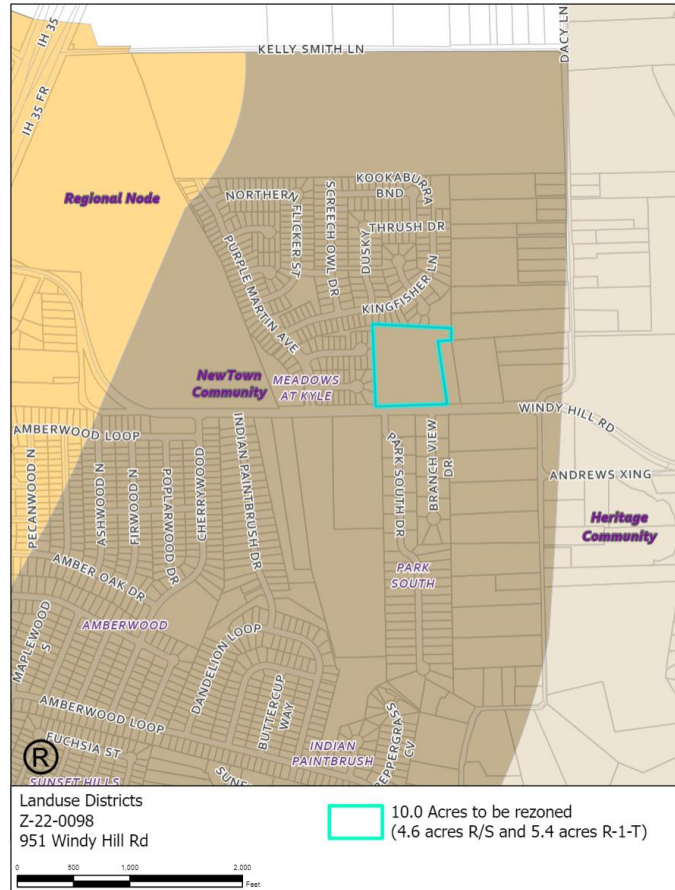 IH 35
KELLY SMITH LN
DACY LN
IH 35 FR
Regional Node
NORTHERN
FLICKER ST
SCREECH OWL DR
KOOKABURRA
BND
THRUSH DR
DUSKY
PURPLE MARTIN AVE
KINGFISHER LN
NewTown
Community
MEADOWS
AT KYLE
WINDY HILL RD
AMBERWOOD LOOP
PECANWOOD N
ASHWOOD N
FIRWOOD N
POPLARWOOD DR
CHERRYWOOD
INDIAN PAINTBRUSH DR
PARK SOUTH DR
BRANCH VIEW
DR
ANDREWS XING
Heritage
Community
AMBER OAK DR
PARK
SOUTH
MAPLEWOOD
S
AMBERWOOD
DANDELION LOOP
BUTTERCUP
WAY
AMBERWOOD LOOP
FUCHSIA ST
INDIAN
PAINTBRUSH
PEPPERGRASS
CV
®
SUNSET HILLS
Landuse Districts
Z-22-0098
951 Windy Hill Rd
10.0 Acres to be rezoned
(4.6 acres R/S and 5.4 acres R-1-T)
0 500 1,000 2,000
Feet